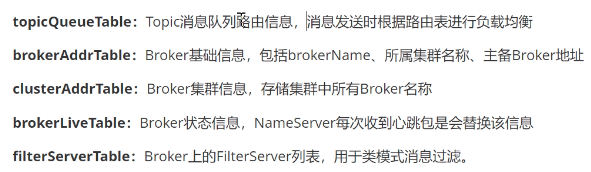 topicQueueTable：Topic消息队列路由信息，消息发送时根据路由表进行负载均衡
brokerAddrTable：Broker基础信息，包括brokerName、所属集群名称、主备Broker地址
clusterAddrTable：Broker集群信息，存储集群中所有Broker名称
brokerLiveTable：Broker状态信息，NameServer每次收到心跳包是会替换该信息
filterServerTable：Broker上的FilterServer列表，用于类模式消息过滤。